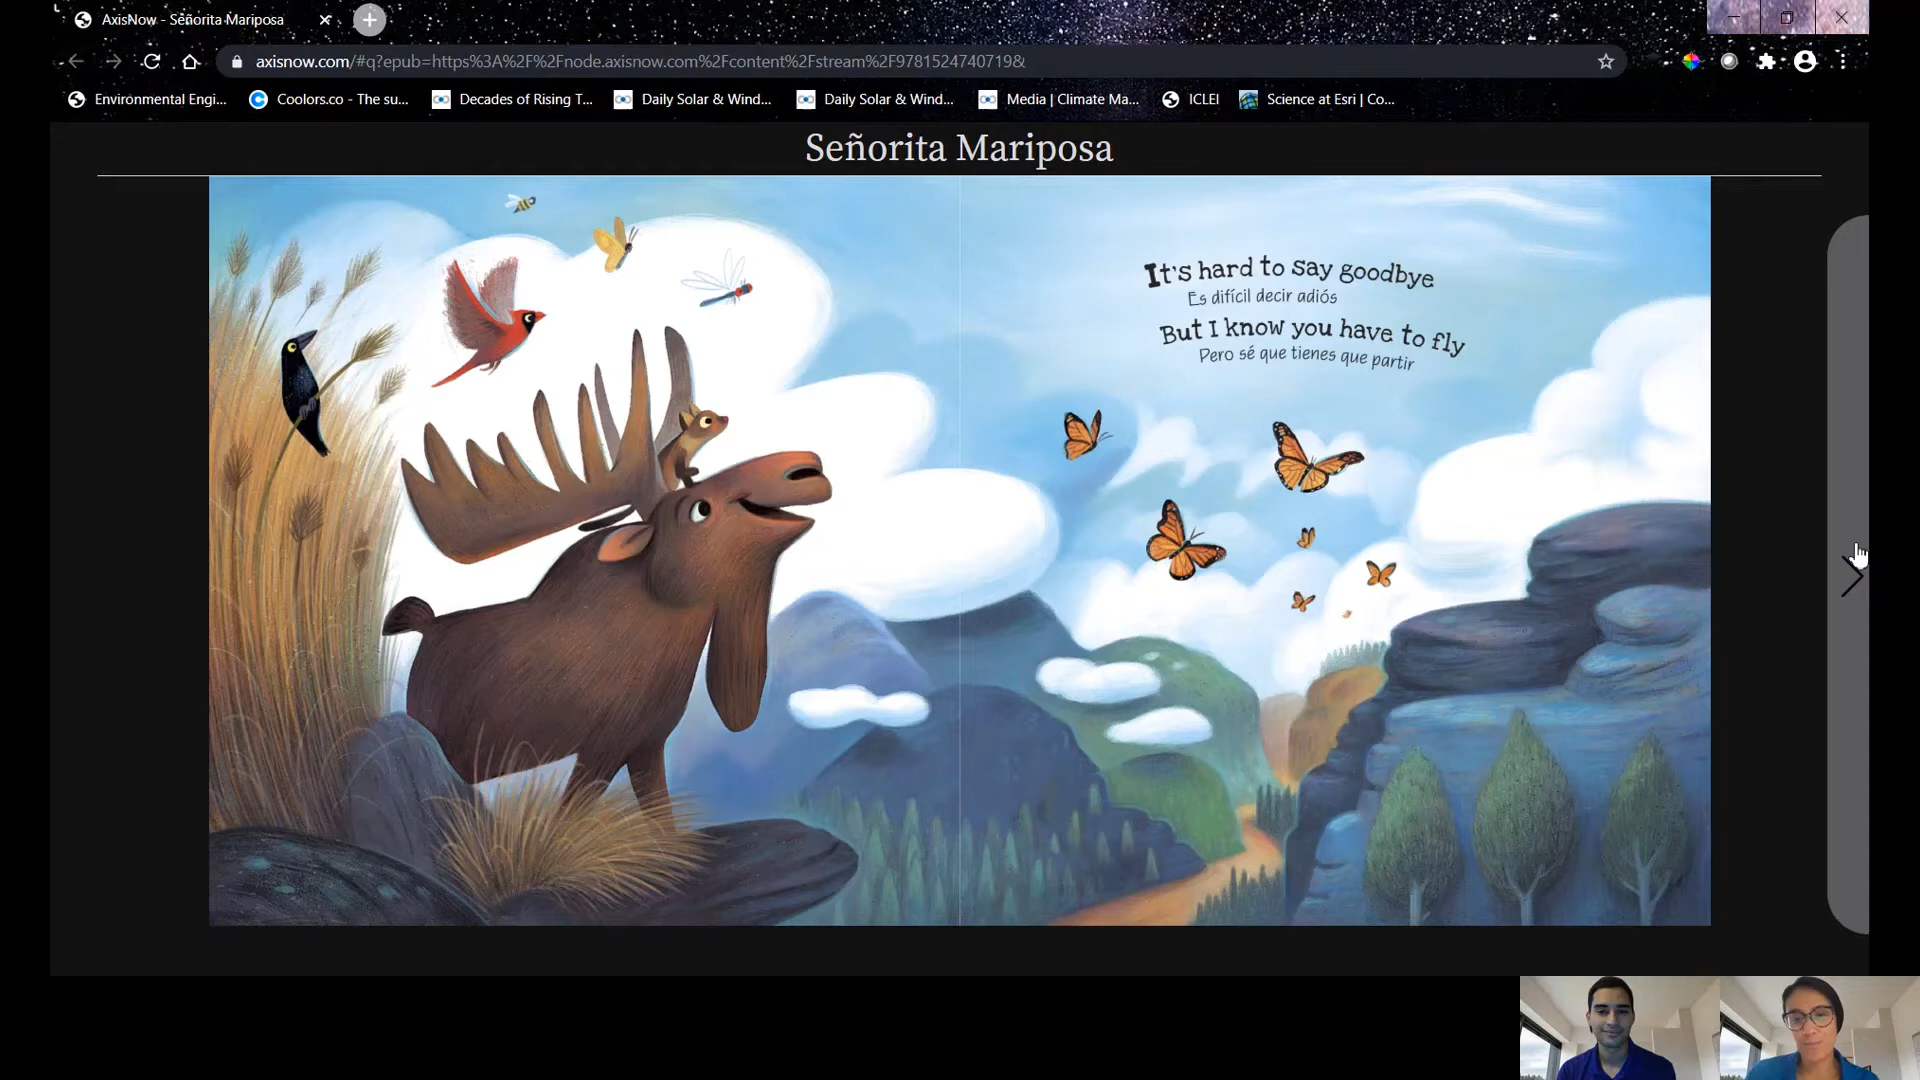 AxisNow - Señorita Mariposa
axisnow.com/#q?epub=https%3A%2F%2Fnode.axisnow.com%2Fcontent%2Fstream%2F9781524740719&
Environmental Engi... Coolors.co - The su... Decades of Rising T... Daily Solar & Wind... Daily Solar & Wind... Media | Climate Ma... ICLEI Science at Esri | Co...
Señorita Mariposa
It's hard to say goodbye
Es difícil decir adiós
But I know you have to fly
Pero sé que tienes que partir